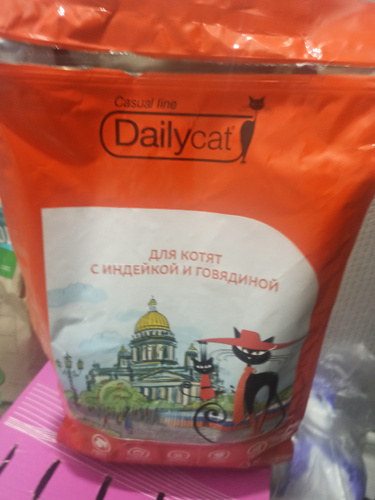 Casual line
Dailycat
ДЛЯ КОТЯТ
С ИНДЕЙКОЙ И ГОВЯДИНОЙ